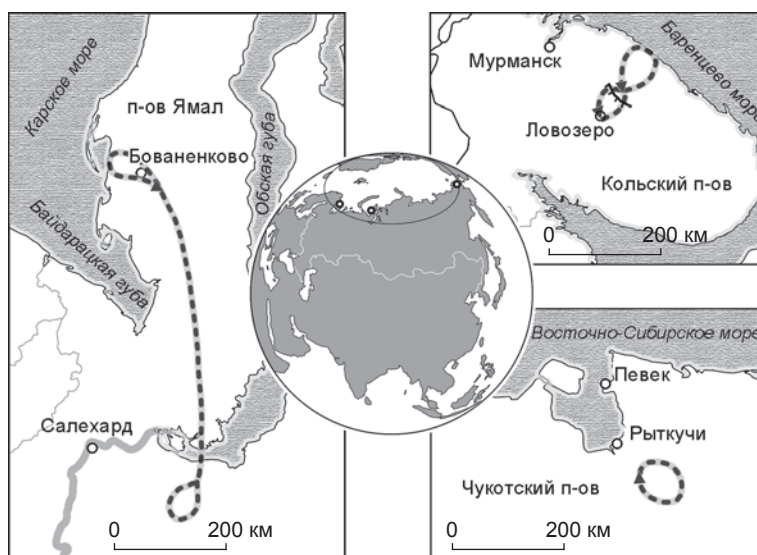 Карское море
п-ов Ямал
Обская губа
Бованенково
Байдарацкая губа
Салехард
0 200 км
Мурманск
Баренцево море
Ловозеро
Кольский п-ов
0 200 км
Восточно-Сибирское море
Певек
Рыткучи
Чукотский п-ов
0 200 км